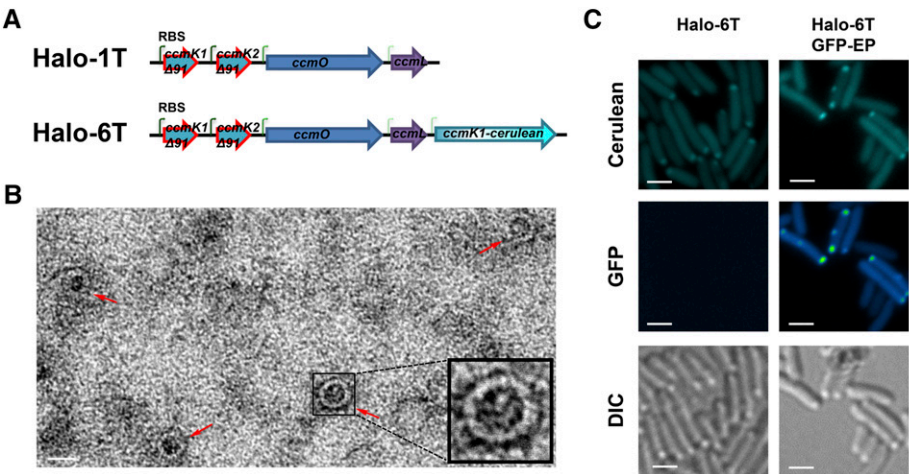 A
RBS
Halo-1T
ccmK1 Δ91
ccmK2 Δ91
ccmO
ccmL
RBS
Halo-6T
ccmK1 Δ91
ccmK2 Δ91
ccmO
ccmL
ccmK1-cerulean
B
C
Halo-6T
Halo-6T
GFP-EP
Cerulean
GFP
DIC